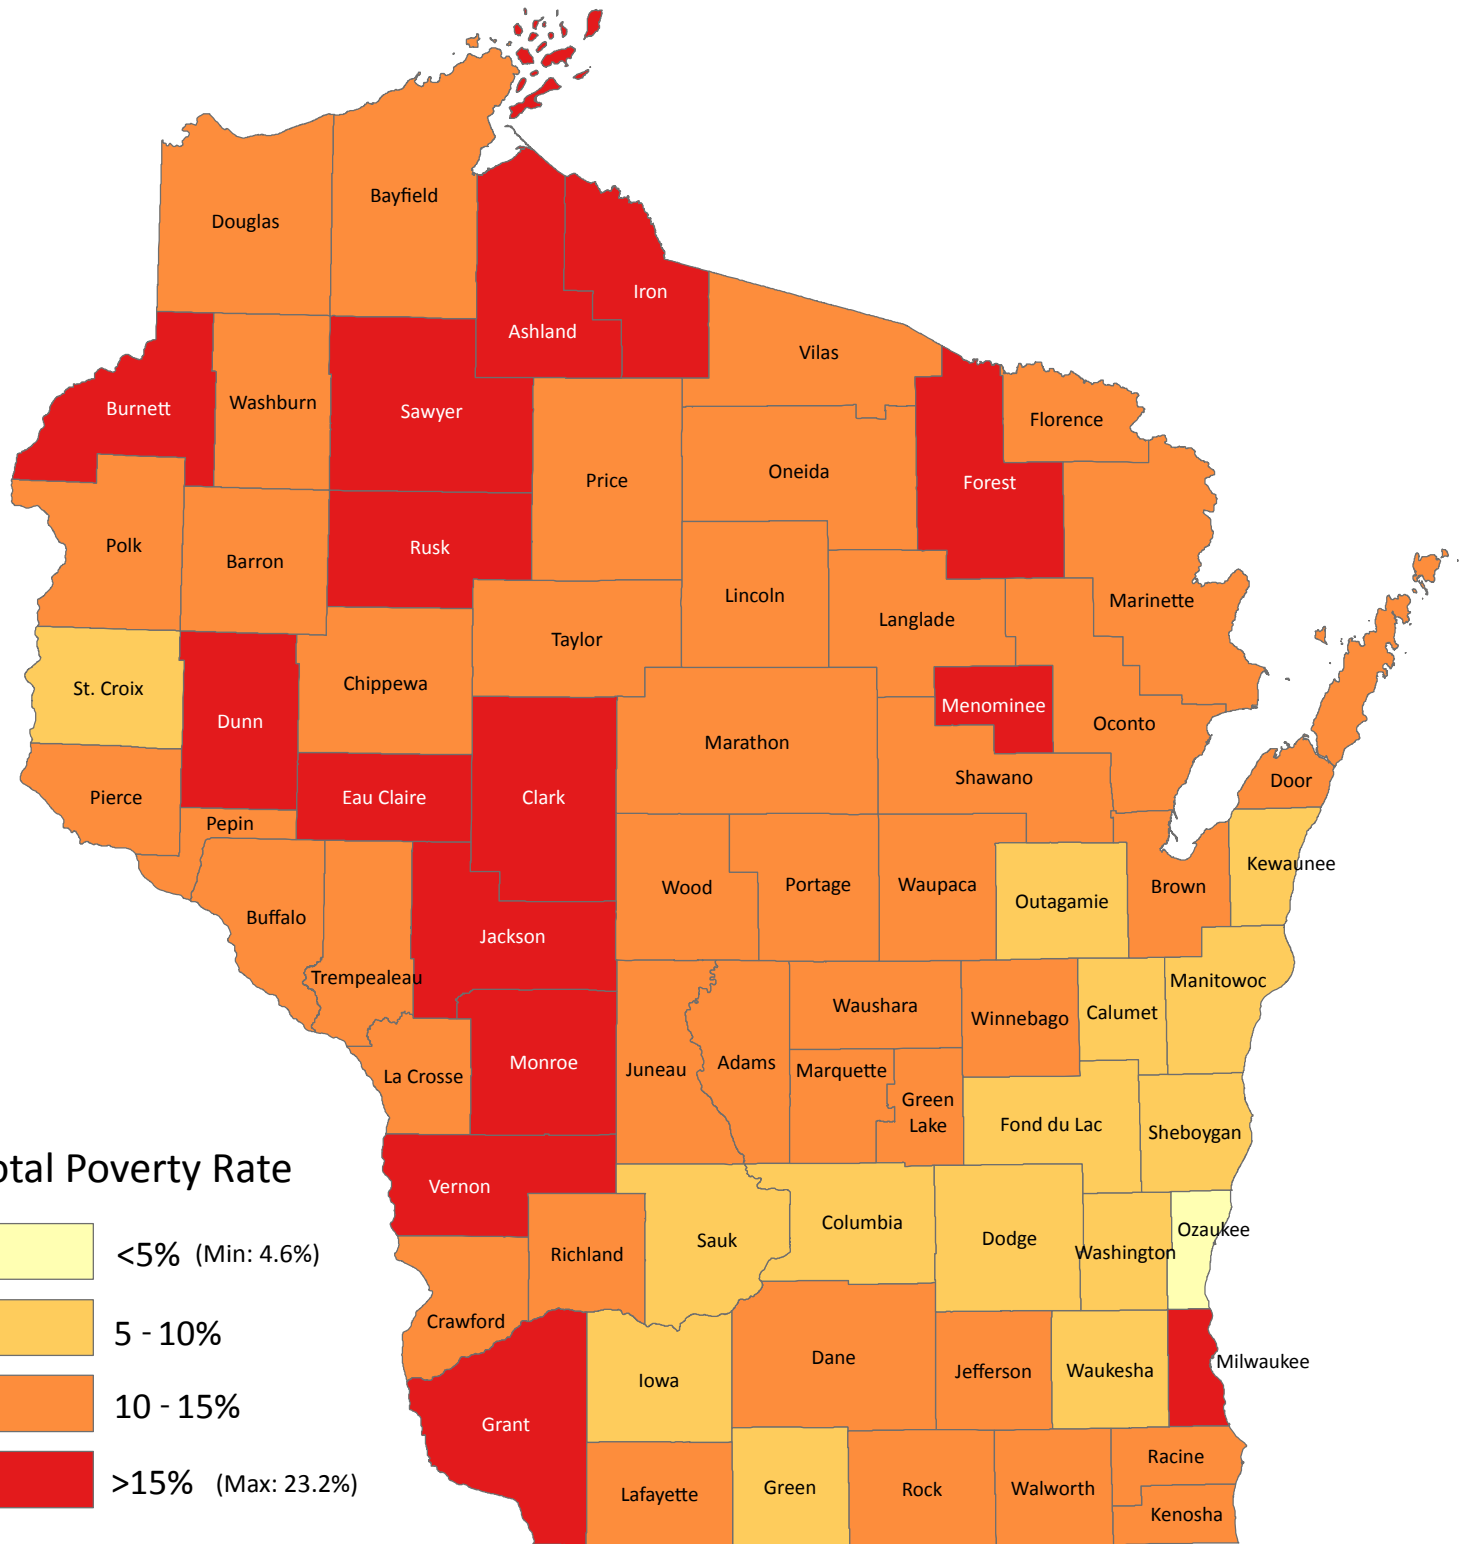 Bayfield
Douglas
Iron
Ashland
Vilas
Burnett
Washburn
Sawyer
Florence
Price
Oneida
Forest
Polk
Barron
Rusk
Lincoln
Marinette
Langlade
Taylor
St. Croix
Chippewa
Dunn
Menominee
Oconto
Marathon
Shawano
Door
Pierce
Eau Claire
Clark
Pepin
Kewaunee
Wood
Portage
Waupaca
Brown
Outagamie
Buffalo
Jackson
Trempealeau
Manitowoc
Waushara
Calumet
Winnebago
Monroe
Adams
Juneau
Marquette
La Crosse
Green
Lake
Fond du Lac
Sheboygan
otal Poverty Rate
Vernon
Columbia
Ozaukee
Sauk
Dodge
Washington
Richland
<5% (Min: 4.6%)
Crawford
5 - 10%
Dane
Milwaukee
Jefferson
Waukesha
Iowa
10 - 15%
Grant
Racine
>15% (Max: 23.2%)
Lafayette
Green
Rock
Walworth
Kenosha